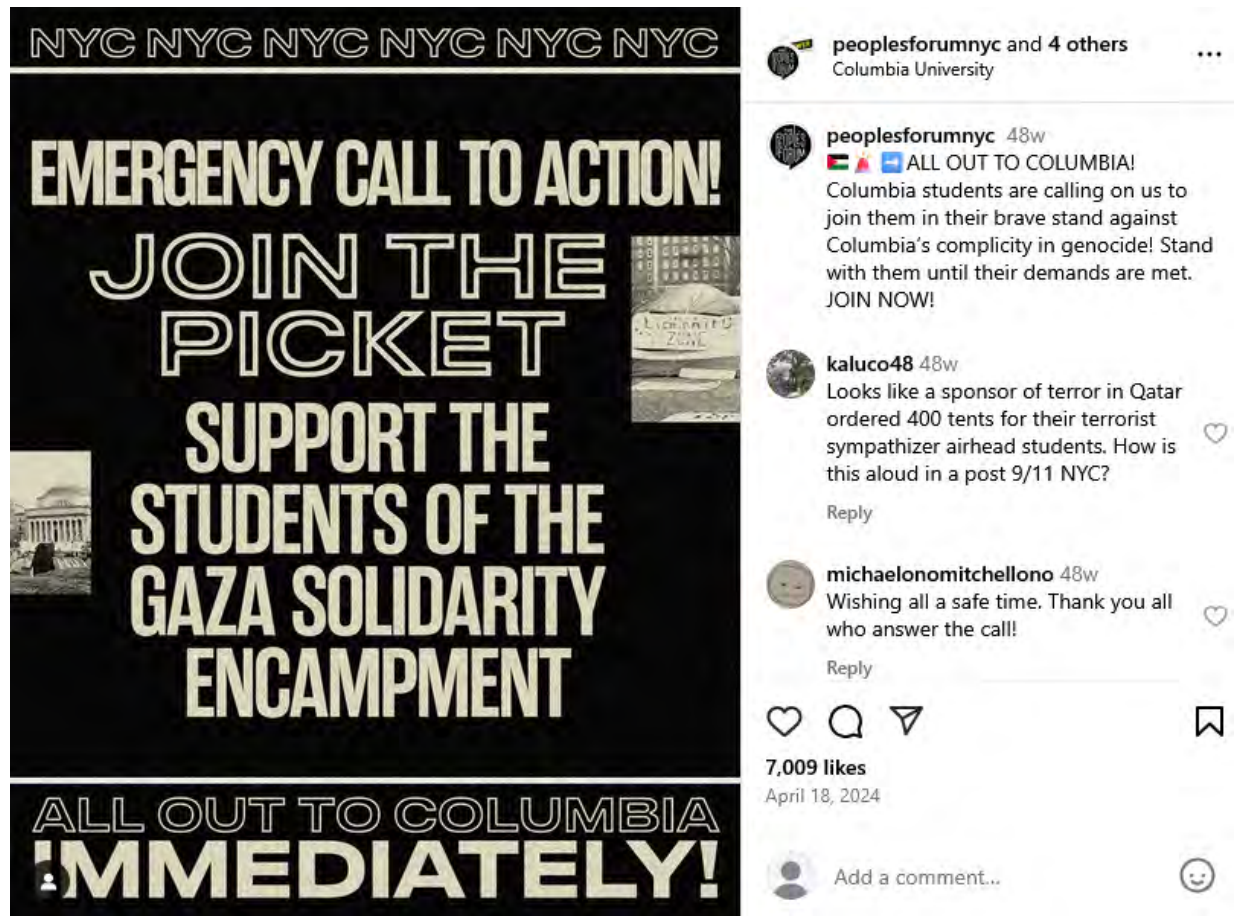 NYC NYC NYC NYC NYC NYC
EMERGENCY CALL TO ACTION!
JOIN THE
PICKET
SUPPORT THE
STUDENTS OF THE
GAZA SOLIDARITY
ENCAMPMENT
ALL OUT TO COLUMBIA
IMMEDIATELY!
ZONE
peoplesforumnyc and 4 others
Columbia University
PEOPLES
FORUM
peoplesforumnyc 48w
🇵🇸🚨➡️ALL OUT TO COLUMBIA!
Columbia students are calling on us to
join them in their brave stand against
Columbia’s complicity in genocide! Stand
with them until their demands are met.
JOIN NOW!
kaluco48 48w
Looks like a sponsor of terror in Qatar
ordered 400 tents for their terrorist
sympathizer airhead students. How is
this aloud in a post 9/11 NYC?
Reply
michaelonomitchellono 48w
Wishing all a safe time. Thank you all
who answer the call!
Reply
7,009 likes
April 18, 2024
Add a comment...